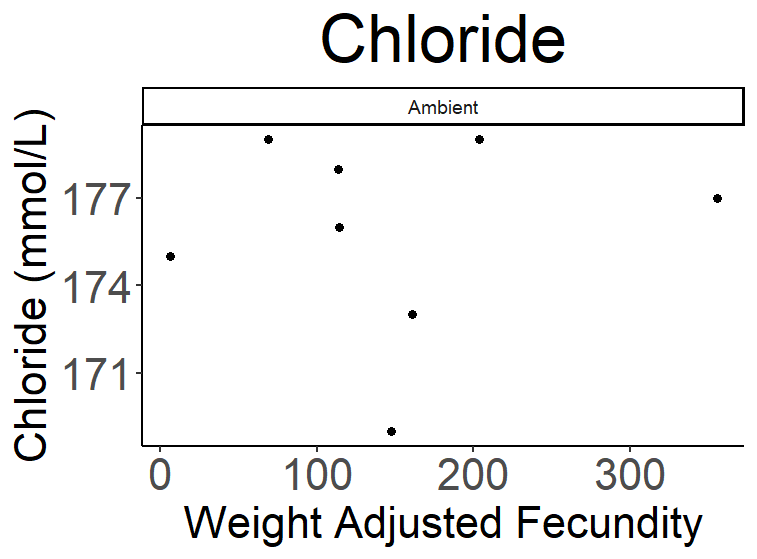 Chloride
Ambient
Chloride (mmol/L)
177
174
171
0 100 200 300
Weight Adjusted Fecundity